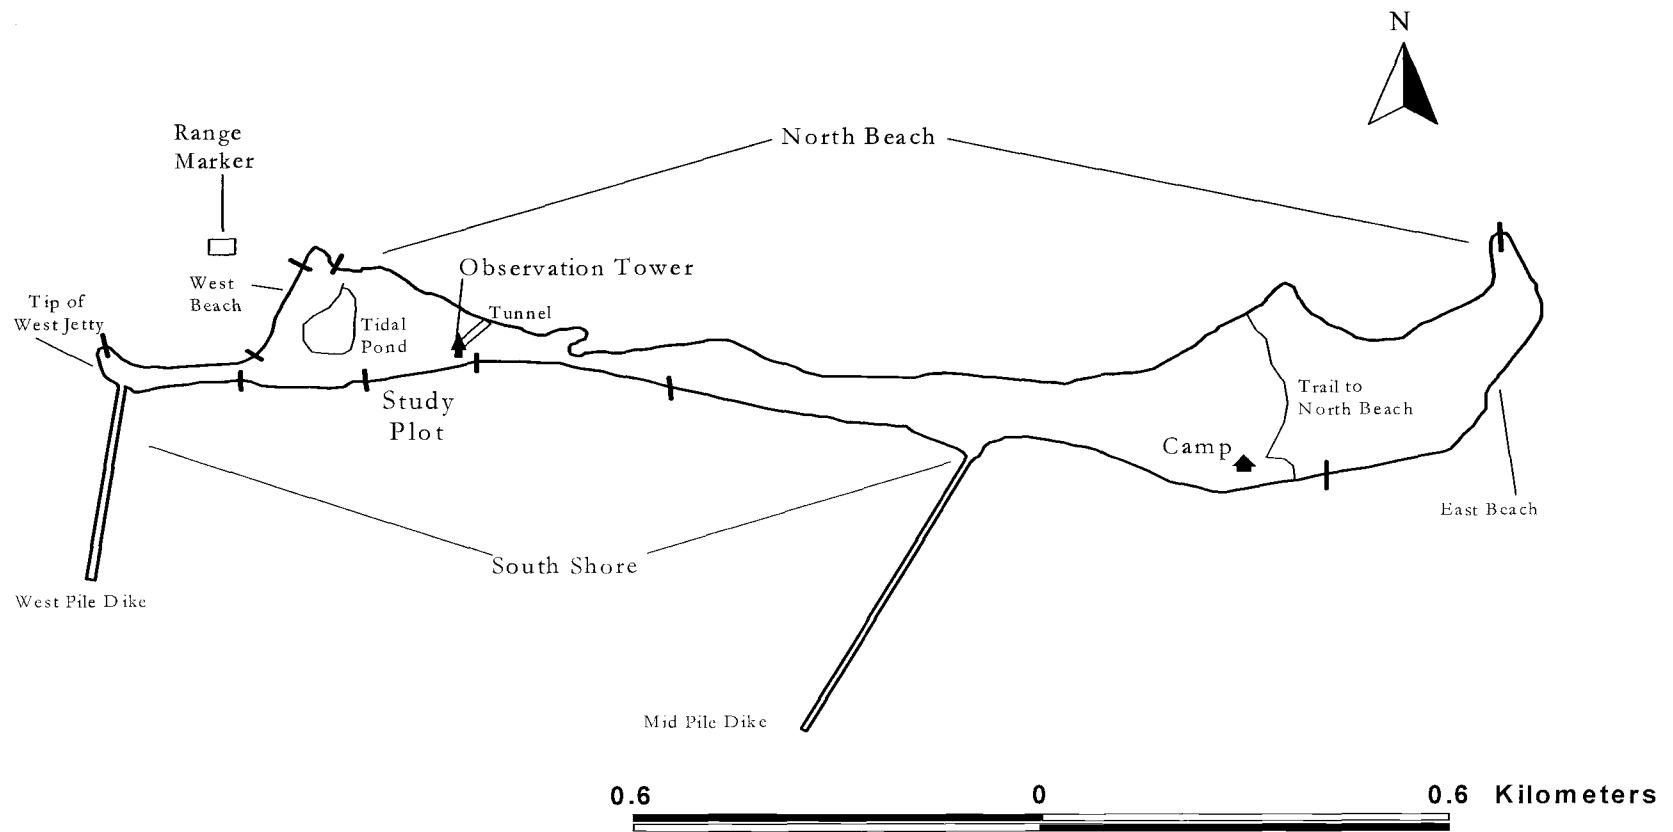 N
Range
Marker
North Beach
Observation Tower
West
Beach
Tip of
West Jetty
Tunnel
Tidal
Pond
Study
Plot
Trail to
North Beach
Camp
East Beach
South Shore
West Pile Dike
Mid Pile Dike
0.6 0 0.6 Kilometers